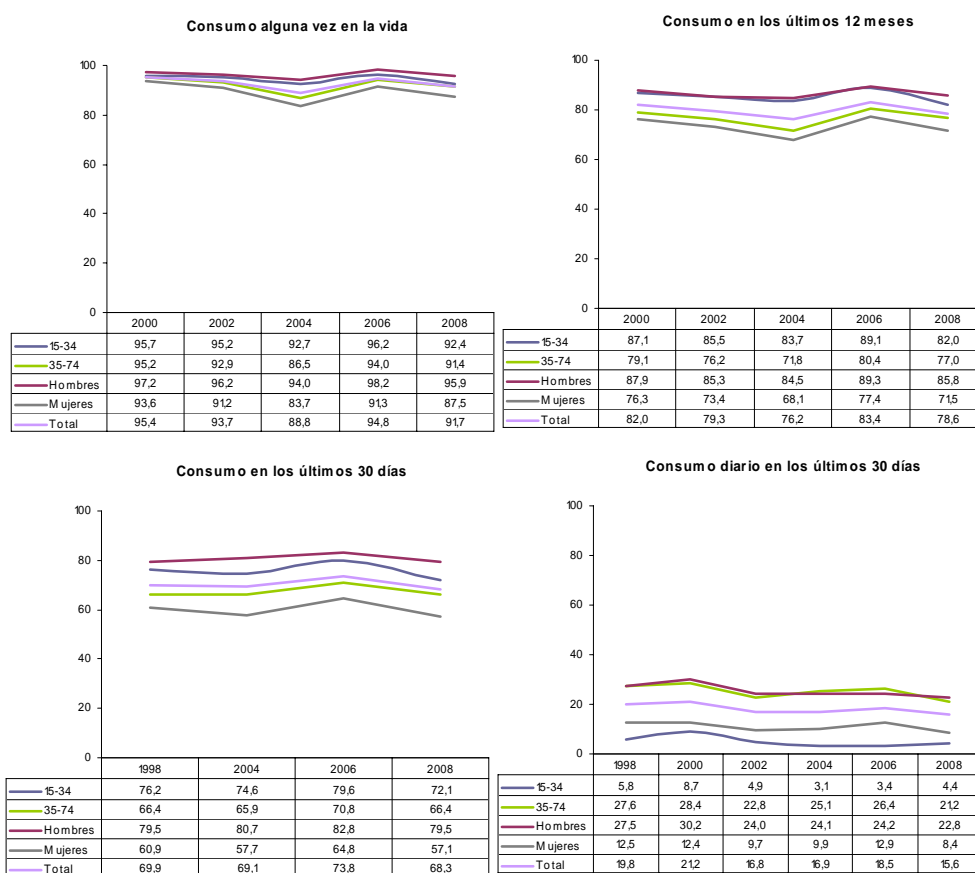 Consumo alguna vez en la vida
100
80
60
40
20
0
2000 2002 2004 2006 2008
15-34 95,7 95,2 92,7 96,2 92,4
35-74 95,2 92,9 86,5 94,0 91,4
Hombres 97,2 96,2 94,0 98,2 95,9
Mujeres 93,6 91,2 83,7 91,3 87,5
Total 95,4 93,7 88,8 94,8 91,7
Consumo en los últimos 12 meses
100
80
60
40
20
0
2000 2002 2004 2006 2008
15-34 87,1 85,5 83,7 89,1 82,0
35-74 79,1 76,2 71,8 80,4 77,0
Hombres 87,9 85,3 84,5 89,3 85,8
Mujeres 76,3 73,4 68,1 77,4 71,5
Total 82,0 79,3 76,2 83,4 78,6
Consumo en los últimos 30 días
100
80
60
40
20
0
1998 2004 2006 2008
15-34 76,2 74,6 79,6 72,1
35-74 66,4 65,9 70,8 66,4
Hombres 79,5 80,7 82,8 79,5
Mujeres 60,9 57,7 64,8 57,1
Total 69,9 69,1 73,8 68,3
Consumo diario en los últimos 30 días
100
80
60
40
20
0
1998 2000 2002 2004 2006 2008
15-34 5,8 8,7 4,9 3,1 3,4 4,4
35-74 27,6 28,4 22,8 25,1 26,4 21,2
Hombres 27,5 30,2 24,0 24,1 24,2 22,8
Mujeres 12,5 12,4 9,7 9,9 12,9 8,4
Total 19,8 21,2 16,8 16,9 18,5 15,6